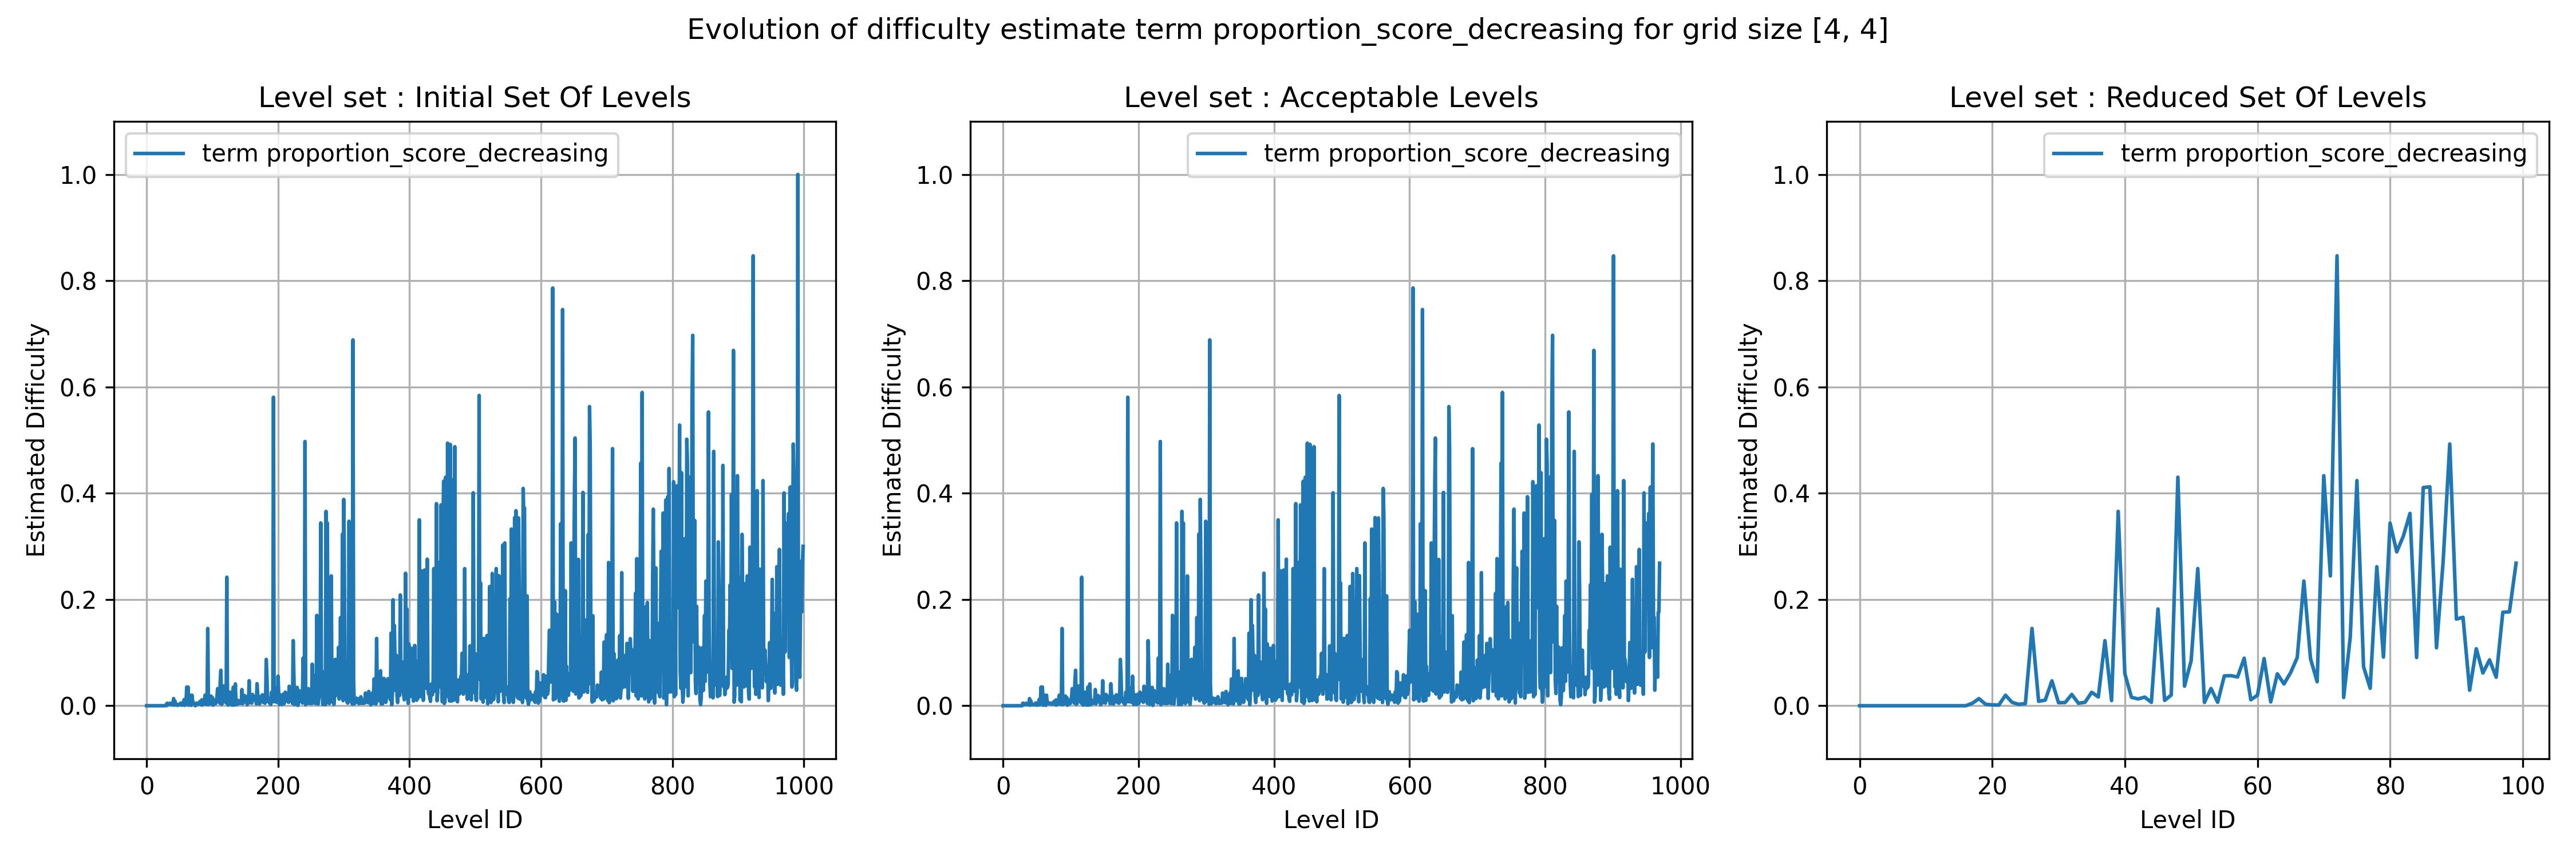 Evolution of difficulty estimate term proportion_score_decreasing for grid size [4, 4]
Level set : Initial Set Of Levels
term proportion_score_decreasing
Estimated Difficulty
1.0
0.8
0.6
0.4
0.2
0.0
0 200 400 600 800 1000
Level ID
Level set : Acceptable Levels
term proportion_score_decreasing
Estimated Difficulty
1.0
0.8
0.6
0.4
0.2
0.0
0 200 400 600 800 1000
Level ID
Level set : Reduced Set Of Levels
term proportion_score_decreasing
Estimated Difficulty
1.0
0.8
0.6
0.4
0.2
0.0
0 20 40 60 80 100
Level ID